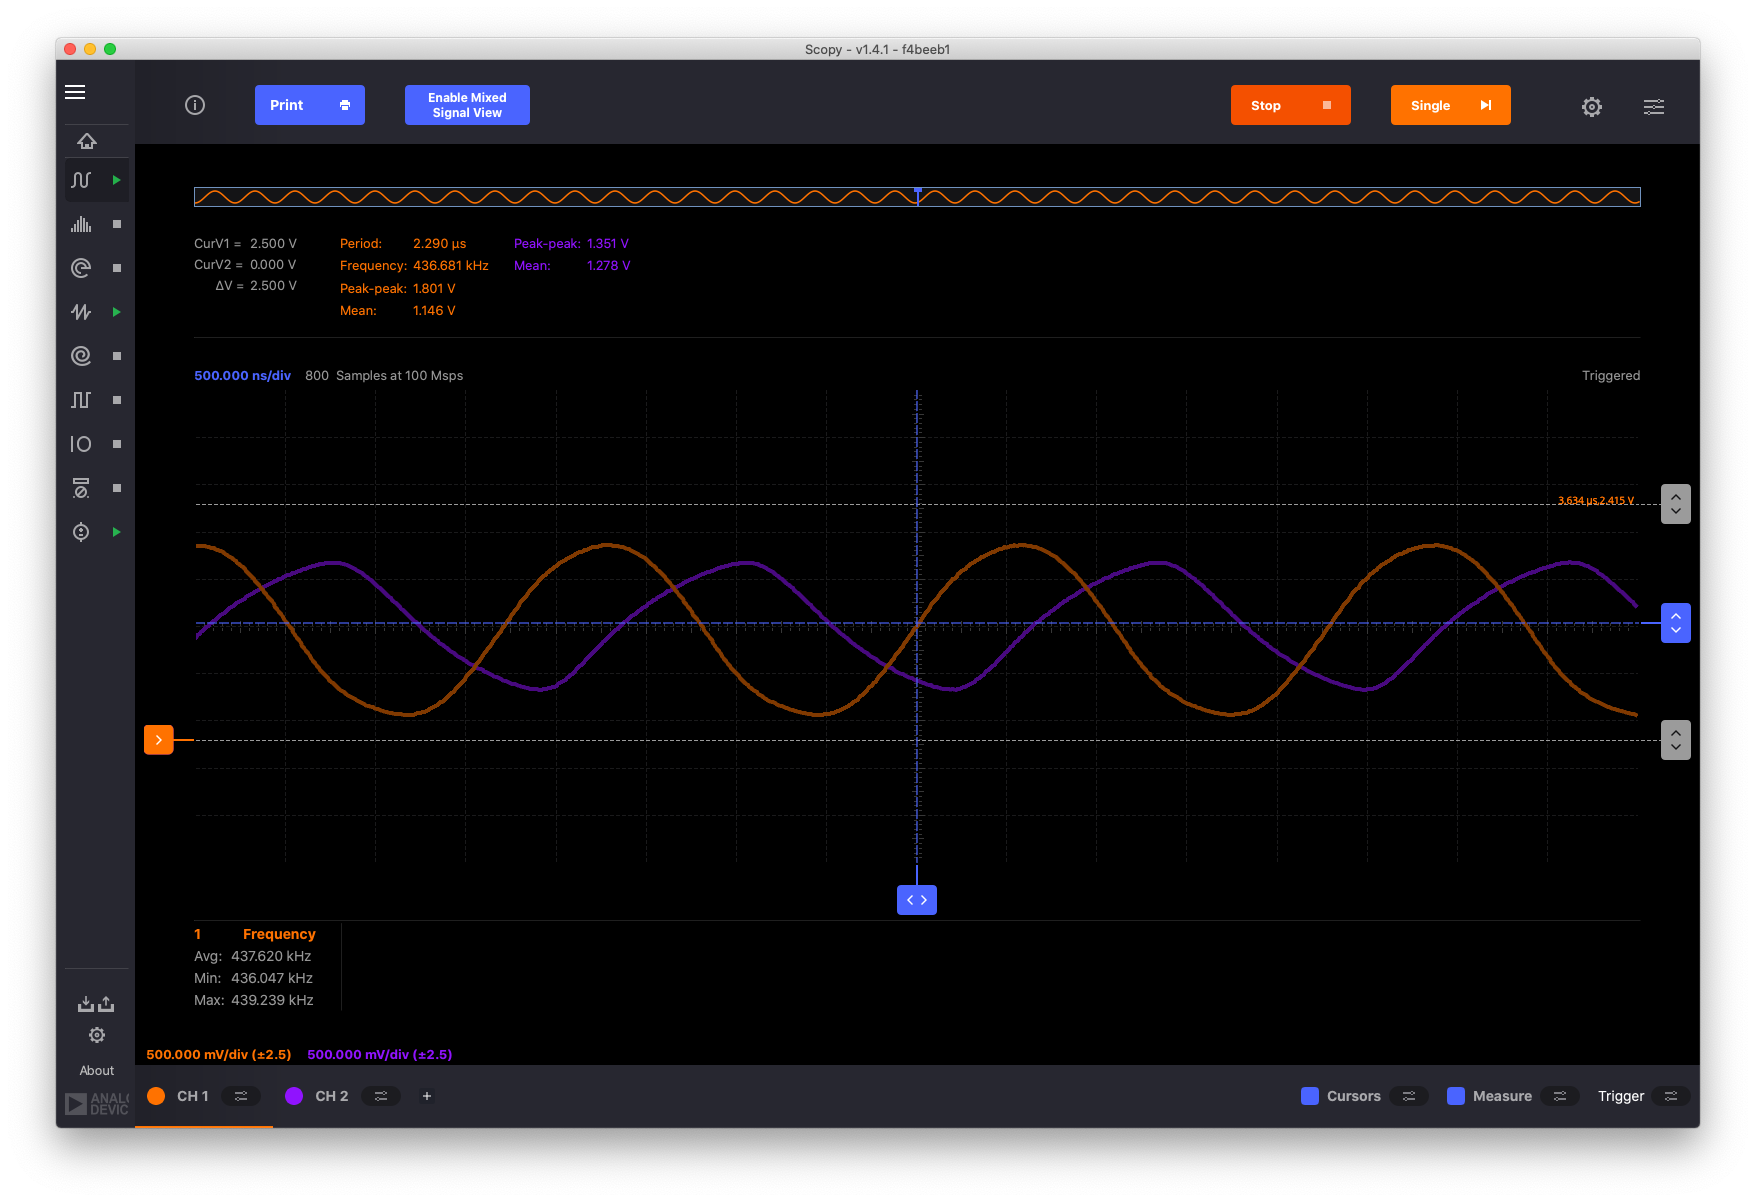 Scopy - v1.4.1 - f4beeb1
Print
Enable Mixed
Signal View
Stop
Single
CurV1 = 2.500 V
CurV2 = 0.000 V
ΔV = 2.500 V
Period: 2.290 µs
Frequency: 436.681 kHz
Peak-peak: 1.801 V
Mean: 1.146 V
Peak-peak: 1.351 V
Mean: 1.278 V
500.000 ns/div 800 Samples at 100 Msps
Triggered
3.634 µs,2.415 V
1 Frequency
Avg: 437.620 kHz
Min: 436.047 kHz
Max: 439.239 kHz
About
ANALO
DEVIC
500.000 mV/div (±2.5) 500.000 mV/div (±2.5)
CH 1
CH 2
+
Cursors
Measure
Trigger